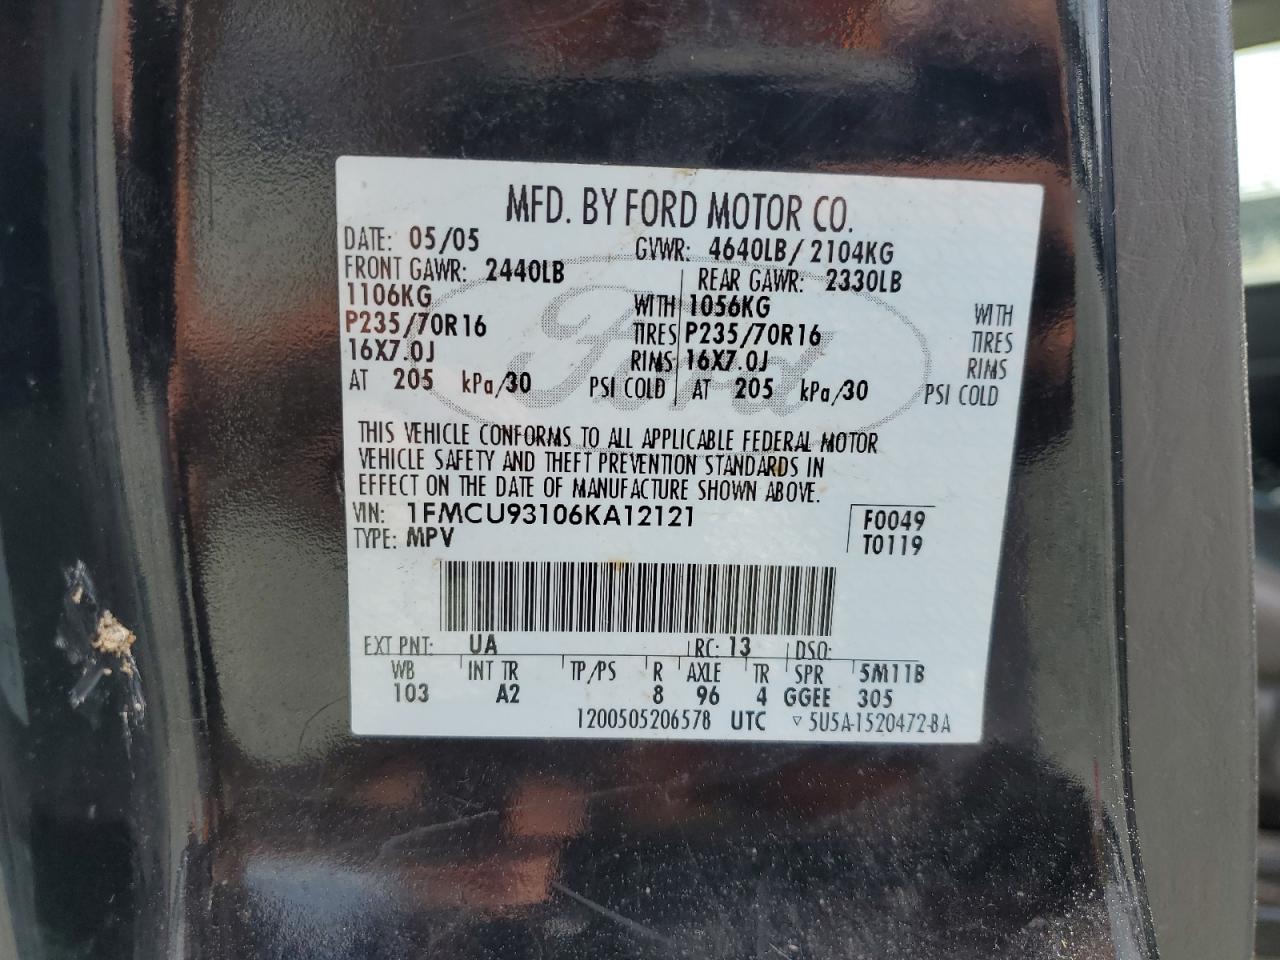 MFD. BY FORD MOTOR CO.
DATE: 05/05 GVWR: 4640LB/2104KG
FRONT GAWR: 2440LB REAR GAWR: 2330LB
1106KG WITH 1056KG WITH
P235/70R16 TIRES P235/70R16 TIRES
16X7.0J RIMS 16X7.0J RIMS
AT 205 kPa/30 PSI COLD AT 205 kPa/30 PSI COLD
Ford
THIS VEHICLE CONFORMS TO ALL APPLICABLE FEDERAL MOTOR
VEHICLE SAFETY AND THEFT PREVENTION STANDARDS IN
EFFECT ON THE DATE OF MANUFACTURE SHOWN ABOVE.
VIN: 1FMCU93106KA12121 F0049
TYPE: MPV T0119
EXT PNT: UA RC: 13 DSO:
WB INT TR TP/PS R AXLE TR SPR 5M11B
103 A2 8 96 4 GGEE 305
1200505206578 UTC ▽ 5U5A-1520472-BA